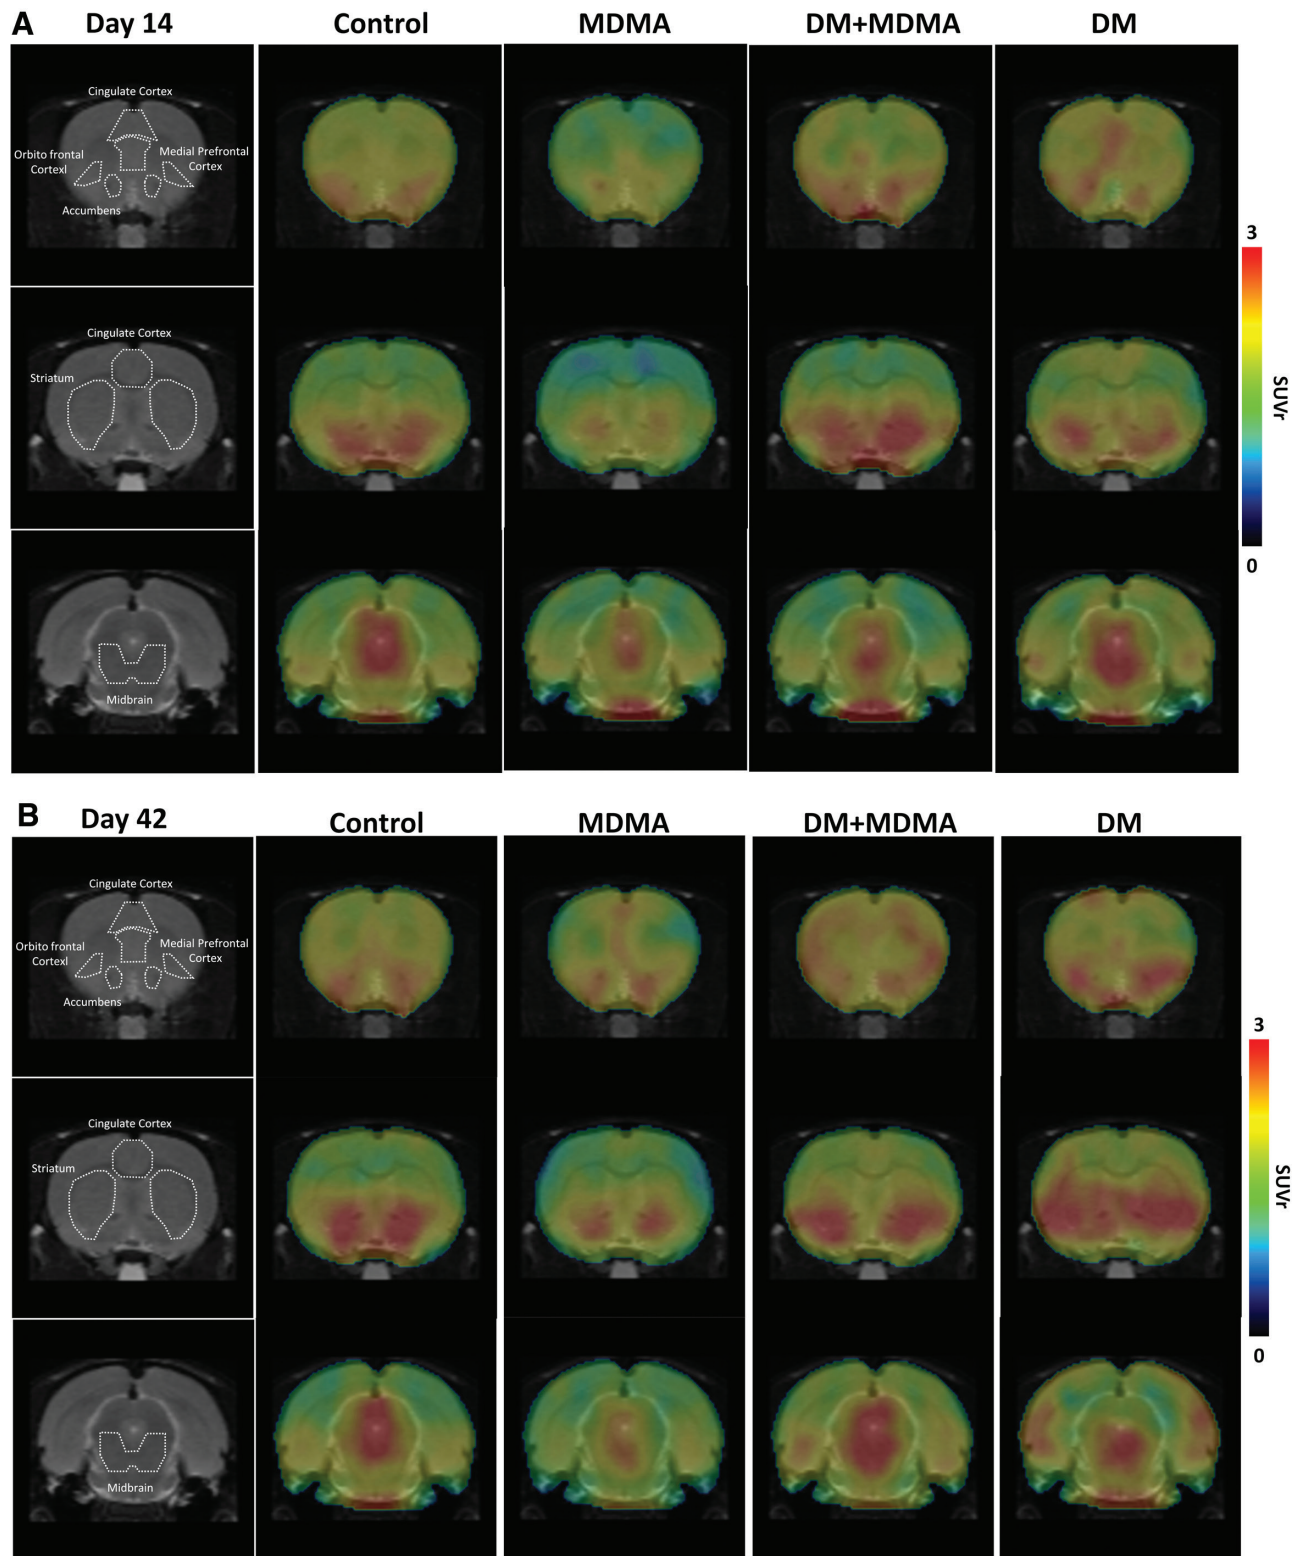 A Day 14 Control MDMA DM+MDMA DM
Cingulate Cortex
Orbito frontal
Cortexl
Medial Prefrontal
Cortex
Accumbens
3
Cingulate Cortex
Striatum
SUVr
0
Midbrain
B Day 42 Control MDMA DM+MDMA DM
Cingulate Cortex
Orbito frontal
Cortexl
Medial Prefrontal
Cortex
Accumbens
3
Cingulate Cortex
Striatum
SUVr
0
Midbrain